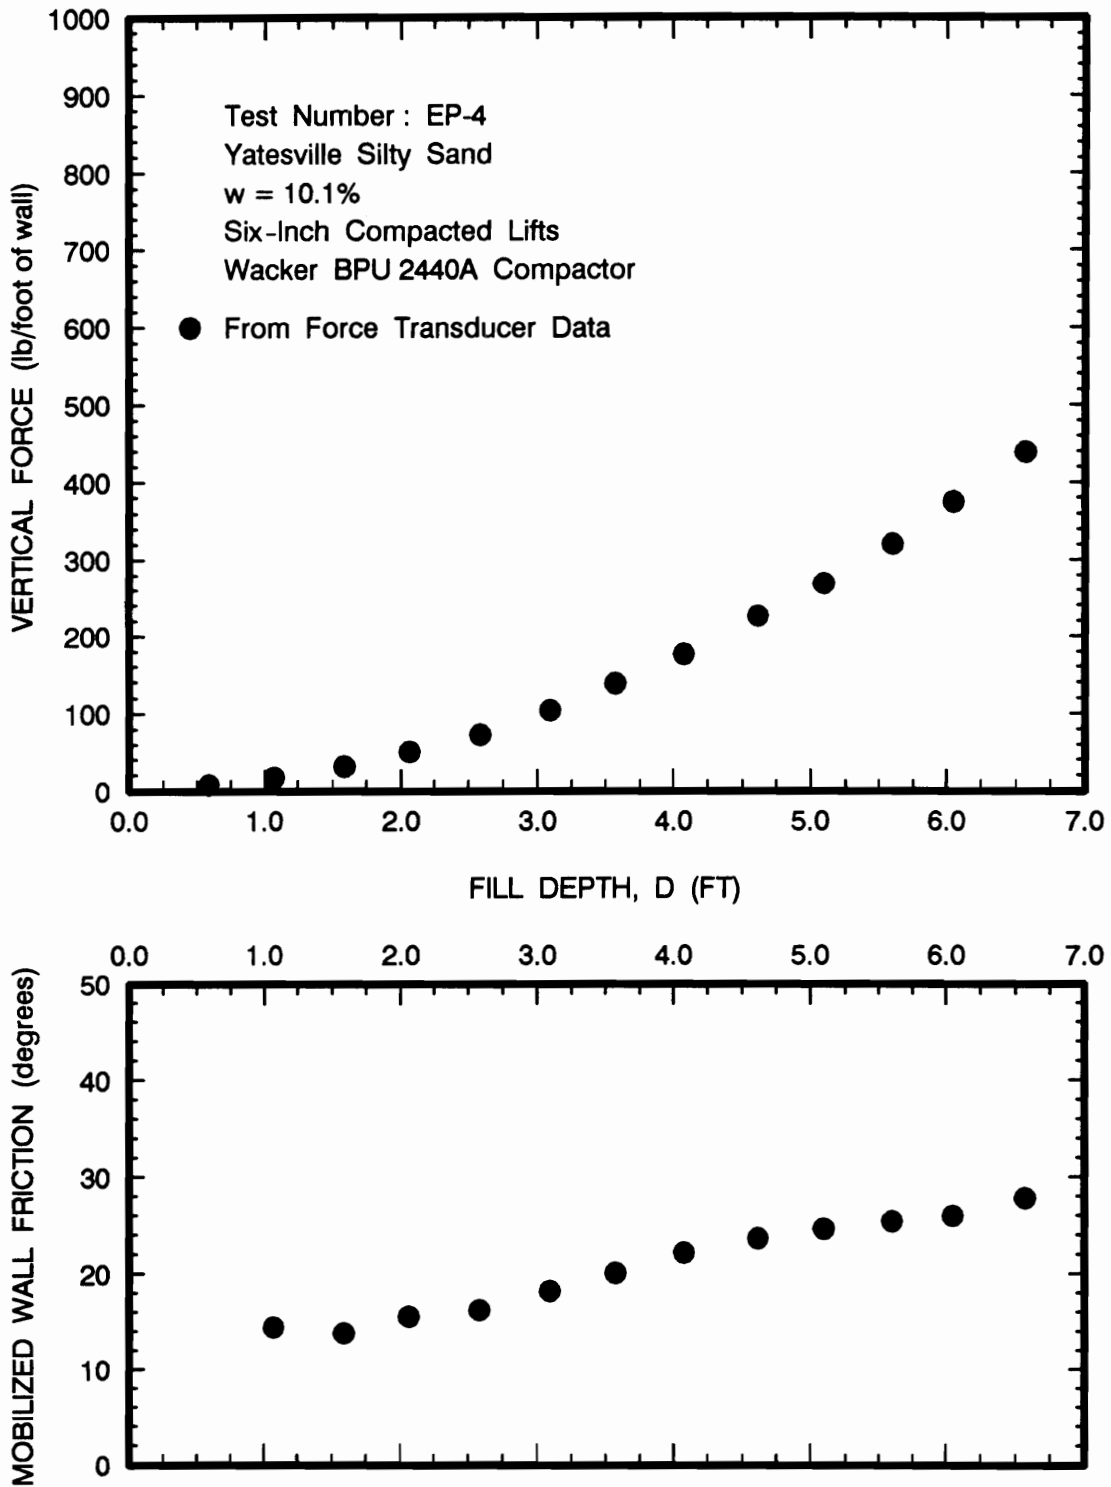 1000
900
800
700
600
500
400
300
200
100
0
VERTICAL FORCE (lb/foot of wall)
Test Number : EP-4
Yatesville Silty Sand
w = 10.1%
Six-Inch Compacted Lifts
Wacker BPU 2440A Compactor
From Force Transducer Data
0.0 1.0 2.0 3.0 4.0 5.0 6.0 7.0
FILL DEPTH, D (FT)
0.0 1.0 2.0 3.0 4.0 5.0 6.0 7.0
50
40
30
20
10
0
MOBILIZED WALL FRICTION (degrees)